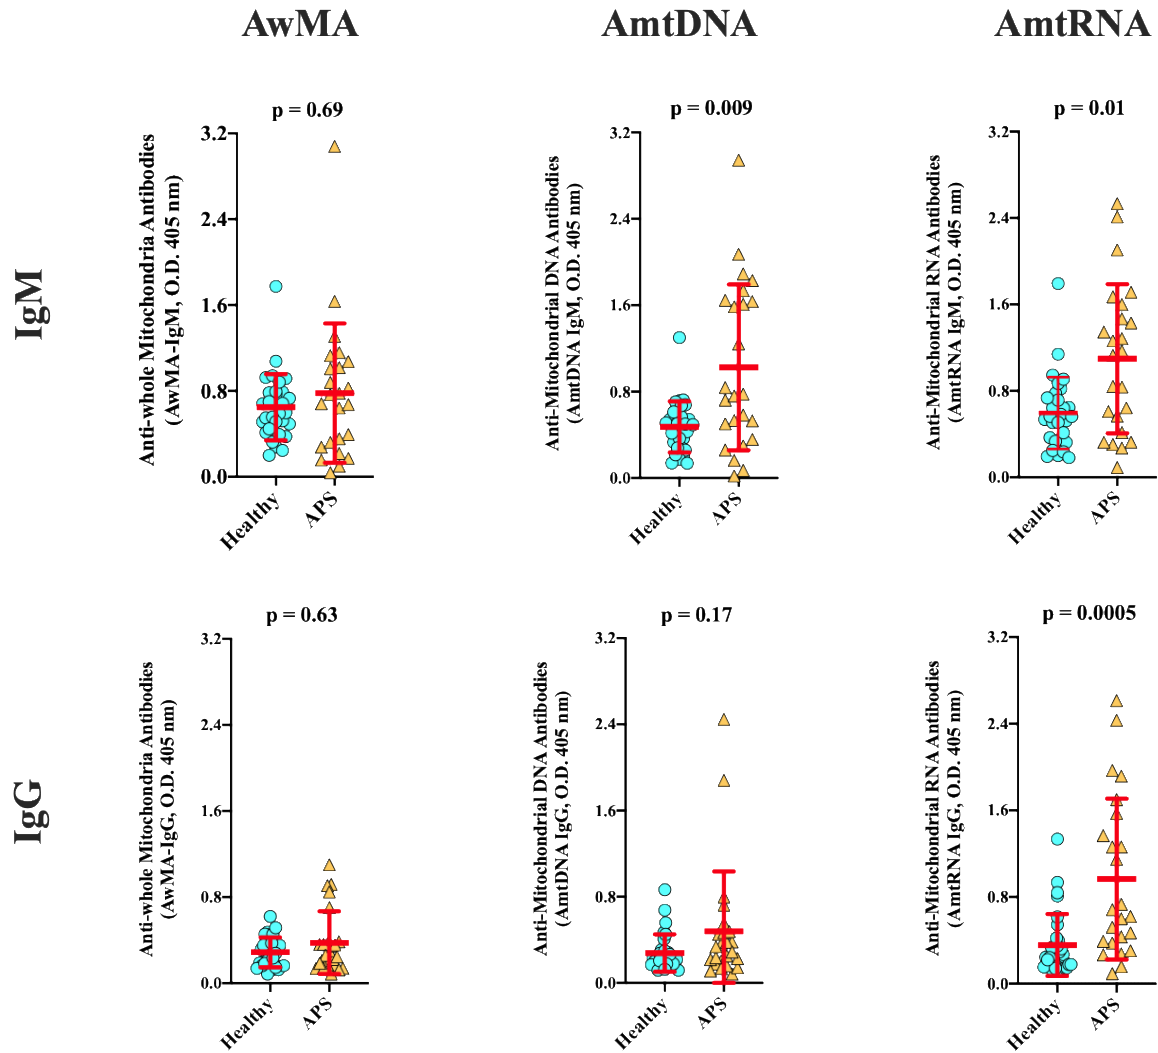 AwMA
AmtDNA
AmtRNA
IgM
p = 0.69
Anti-whole Mitochondria Antibodies
(AwMA-IgM, O.D. 405 nm)
3.2
2.4
1.6
0.8
0.0
Healthy
APS
p = 0.009
Anti-Mitochondrial DNA Antibodies
(AmtDNA IgM, O.D. 405 nm)
3.2
2.4
1.6
0.8
0.0
Healthy
APS
p = 0.01
Anti-Mitochondrial RNA Antibodies
(AmtRNA IgM, O.D. 405 nm)
3.2
2.4
1.6
0.8
0.0
Healthy
APS
IgG
p = 0.63
Anti-whole Mitochondria Antibodies
(AwMA-IgG, O.D. 405 nm)
3.2
2.4
1.6
0.8
0.0
Healthy
APS
p = 0.17
Anti-Mitochondrial DNA Antibodies
(AmtDNA IgG, O.D. 405 nm)
3.2
2.4
1.6
0.8
0.0
Healthy
APS
p = 0.0005
Anti-Mitochondrial RNA Antibodies
(AmtRNA IgG, O.D. 405 nm)
3.2
2.4
1.6
0.8
0.0
Healthy
APS